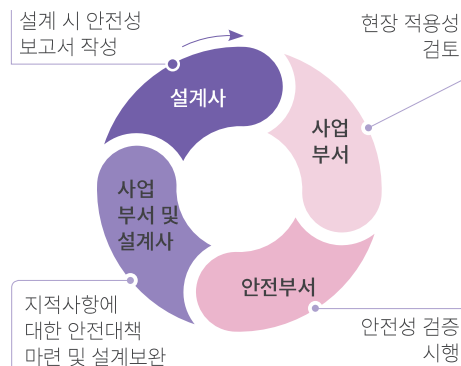 설계 시 안전성
보고서 작성
설계사
현장 적용성
검토
사업
부서
안전부서
안전성 검증
시행
사업
부서 및
설계사
지적사항에
대한 안전대책
마련 및 설계보완